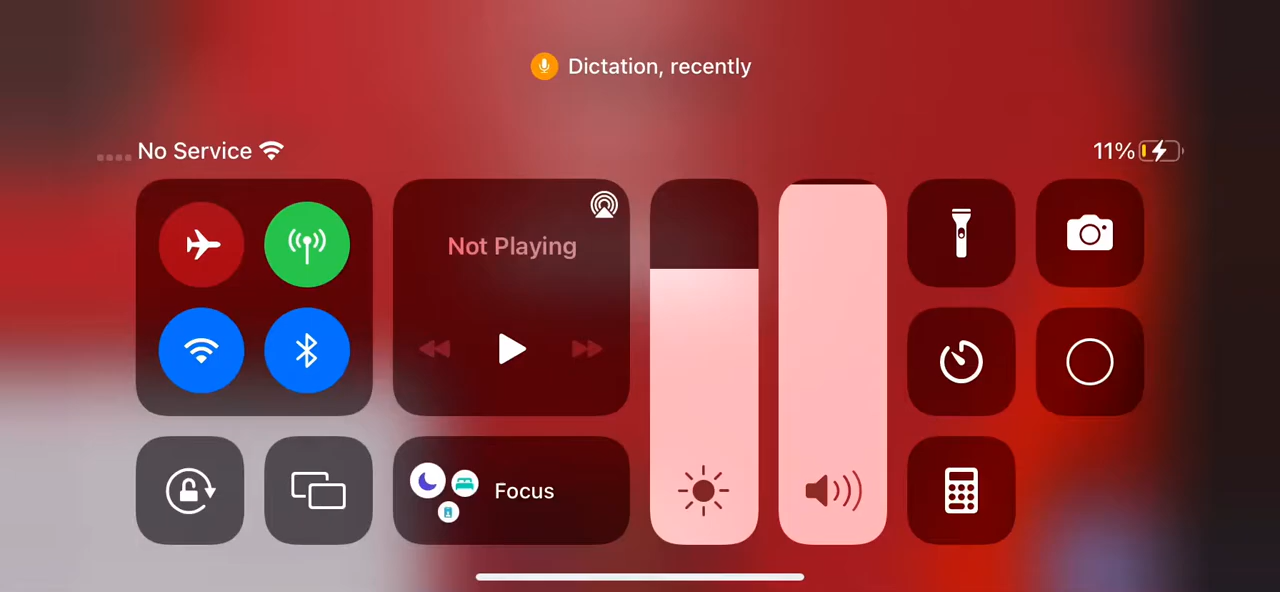 Dictation, recently
No Service
11%
Not Playing
Focus